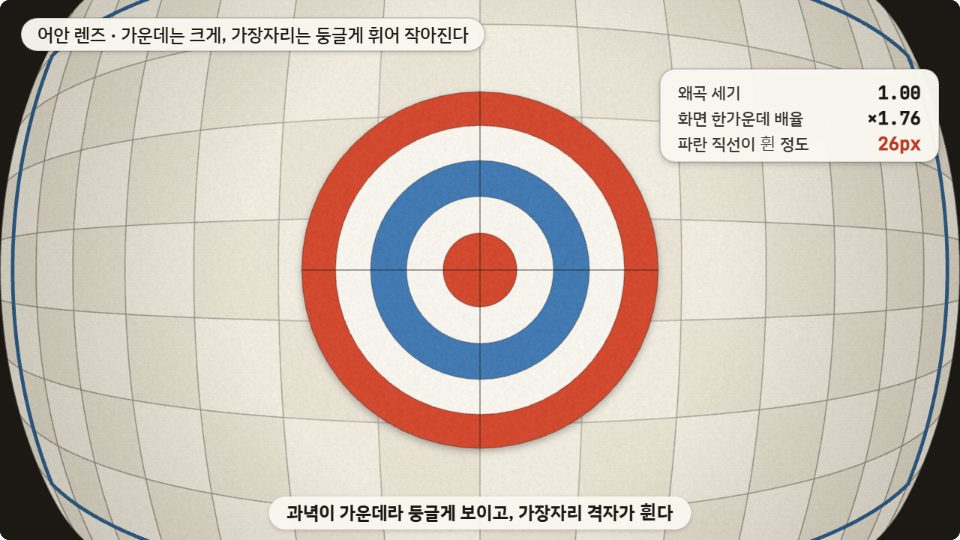 어안 렌즈 · 가운데는 크게, 가장자리는 둥글게 휘어 작아진다
왜곡 세기 1.00
화면 한가운데 배율 ×1.76
파란 직선이 휜 정도 26px
과녁이 가운데라 둥글게 보이고, 가장자리 격자가 휜다